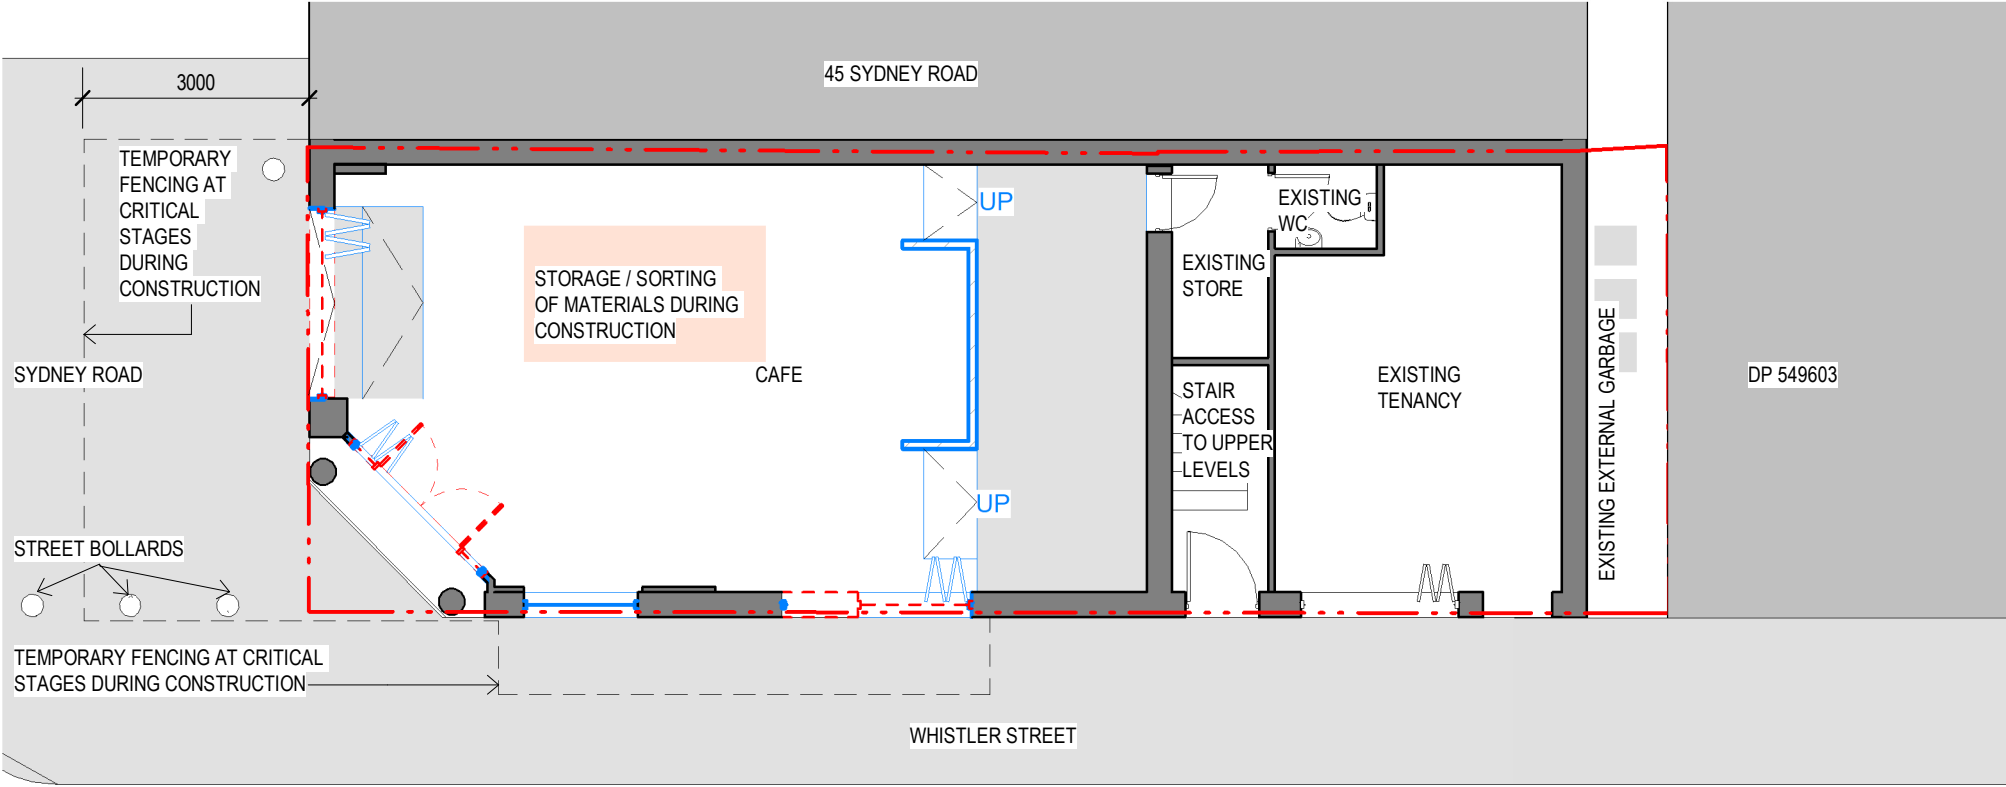 3000
45 SYDNEY ROAD
TEMPORARY
FENCING AT
CRITICAL
STAGES
DURING
CONSTRUCTION
UP
EXISTING
WC
STORAGE / SORTING
OF MATERIALS DURING
CONSTRUCTION
EXISTING
STORE
SYDNEY ROAD
CAFE
STAIR
ACCESS
TO UPPER
LEVELS
EXISTING
TENANCY
EXISTING EXTERNAL GARBAGE
DP 549603
UP
STREET BOLLARDS
TEMPORARY FENCING AT CRITICAL
STAGES DURING CONSTRUCTION
WHISTLER STREET